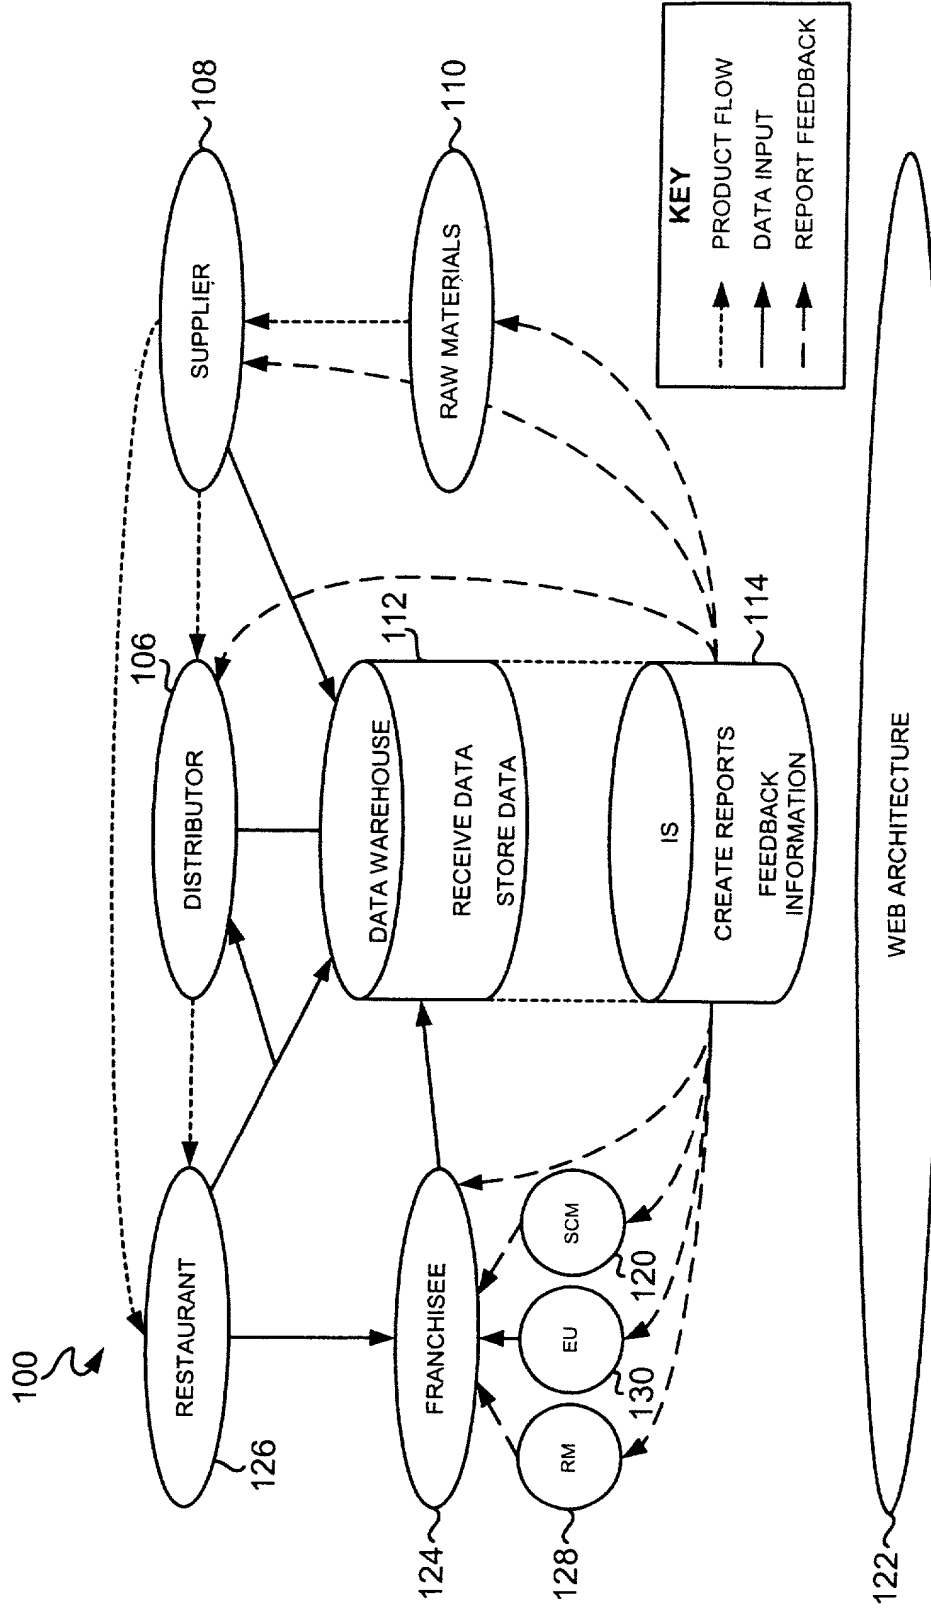 100
RESTAURANT
126
DISTRIBUTOR
106
SUPPLIER
108
FRANCHISEE
124
DATA WAREHOUSE
RECEIVE DATA
STORE DATA
112
RAW MATERIALS
110
RM
128
EU
130
SCM
120
IS
CREATE REPORTS
FEEDBACK
INFORMATION
114
KEY
PRODUCT FLOW
DATA INPUT
REPORT FEEDBACK
WEB ARCHITECTURE
122